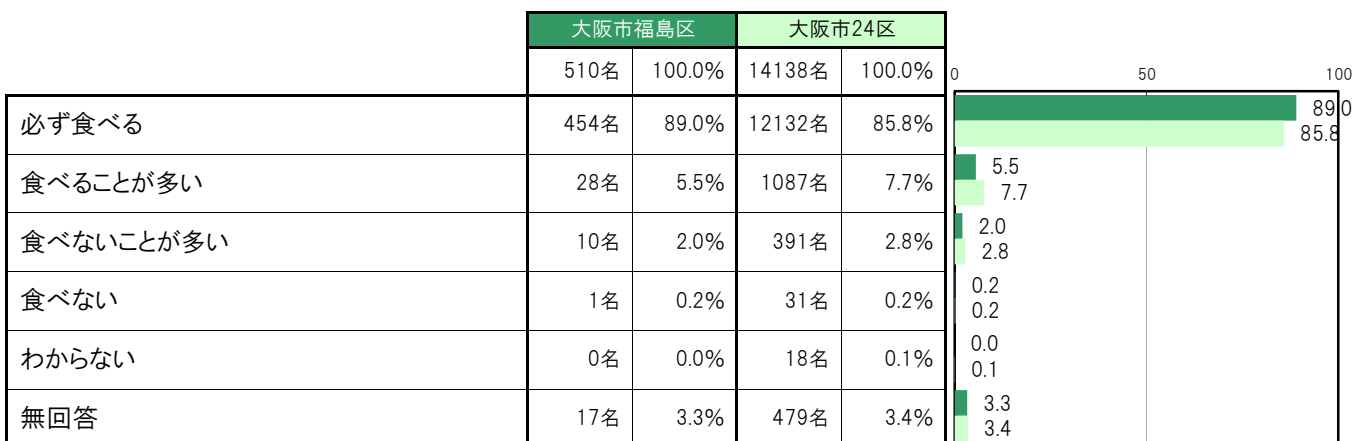 大阪市福島区 大阪市24区
510名 100.0% 14138名 100.0% 0 50 100
必ず食べる 454名 89.0% 12132名 85.8% 89.0
85.8
食べることが多い 28名 5.5% 1087名 7.7% 5.5
7.7
食べないことが多い 10名 2.0% 391名 2.8% 2.0
2.8
食べない 1名 0.2% 31名 0.2% 0.2
0.2
わからない 0名 0.0% 18名 0.1% 0.0
0.1
無回答 17名 3.3% 479名 3.4% 3.3
3.4